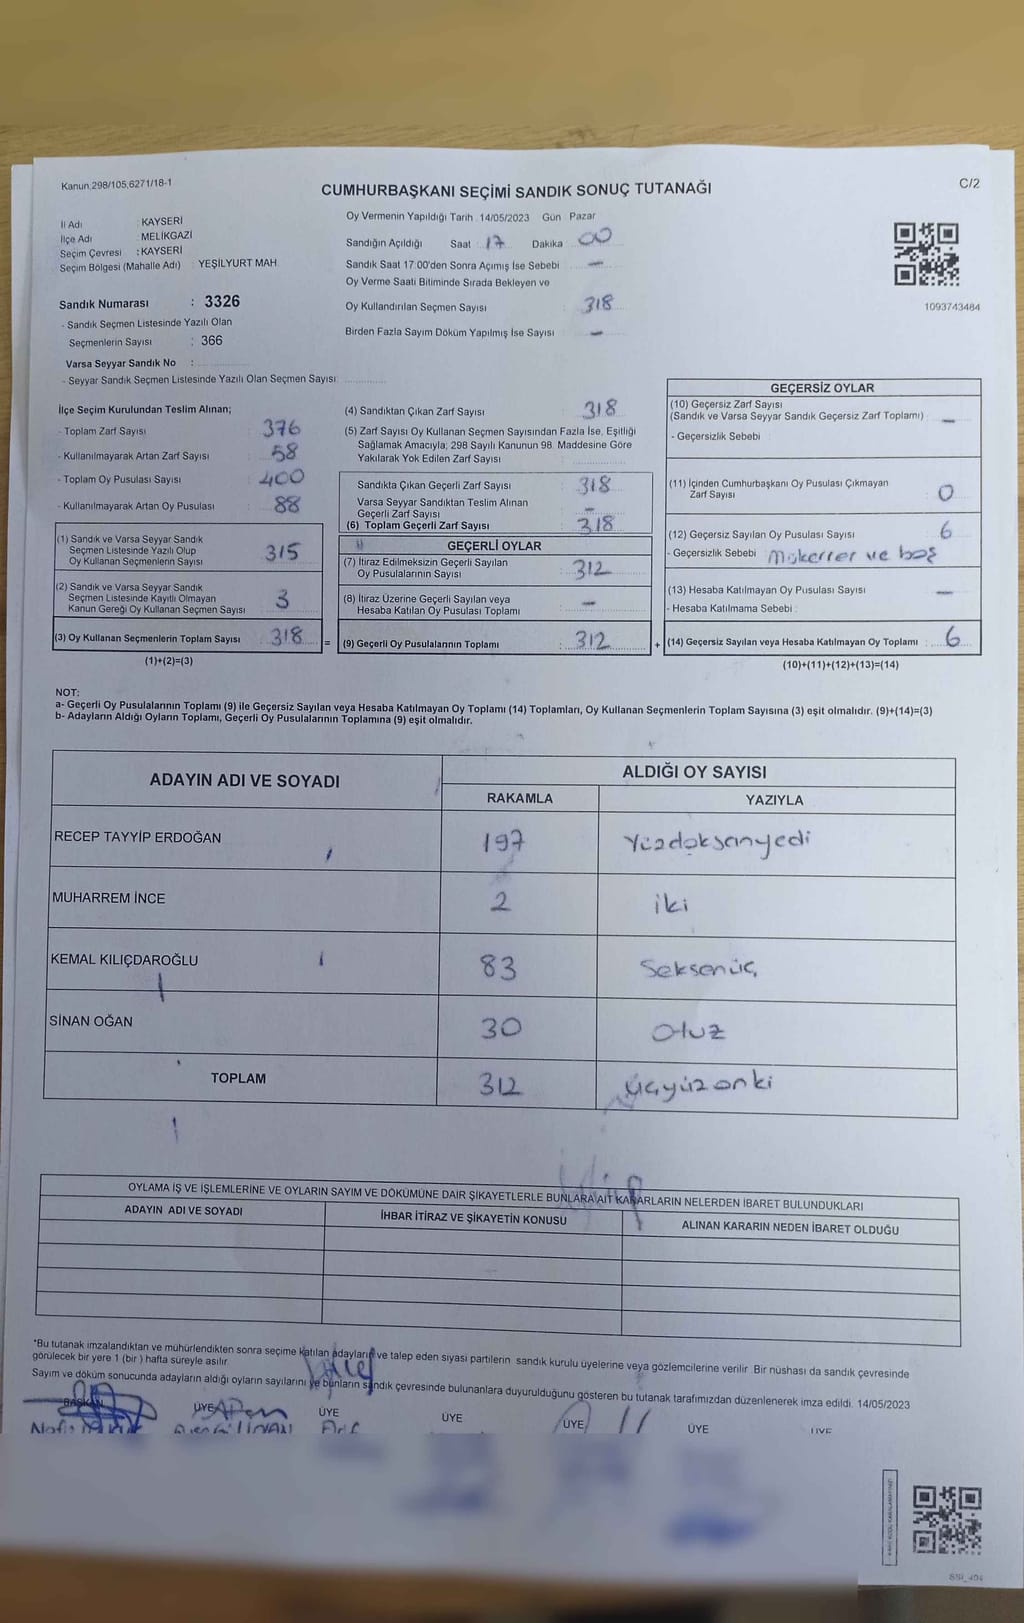 Kanun 298/105,6271/18-1
CUMHURBAŞKANI SEÇİMİ SANDIK SONUÇ TUTANAĞI
C/2
İl Adı : KAYSERİ
İlçe Adı : MELİKGAZİ
Seçim Çevresi : KAYSERİ
Seçim Bölgesi (Mahalle Adı) : YEŞİLYURT MAH.
Sandık Numarası : 3326
- Sandık Seçmen Listesinde Yazılı Olan
Seçmenlerin Sayısı : 366
Varsa Seyyar Sandık No :
- Seyyar Sandık Seçmen Listesinde Yazılı Olan Seçmen Sayısı:
Oy Vermenin Yapıldığı Tarih : 14/05/2023 Gün : Pazar
Sandığın Açıldığı Saat : 17 Dakika : 00
Sandık Saat 17:00'den Sonra Açımış İse Sebebi : —
Oy Verme Saati Bitiminde Sırada Bekleyen ve
Oy Kullandırılan Seçmen Sayısı : 318
Birden Fazla Sayım Döküm Yapılmış İse Sayısı : —
1093743484
İlçe Seçim Kurulundan Teslim Alınan;
- Toplam Zarf Sayısı : 376
- Kullanılmayarak Artan Zarf Sayısı : 58
- Toplam Oy Pusulası Sayısı : 400
- Kullanılmayarak Artan Oy Pusulası : 88
(1) Sandık ve Varsa Seyyar Sandık
Seçmen Listesinde Yazılı Olup
Oy Kullanan Seçmenlerin Sayısı : 315
(2) Sandık ve Varsa Seyyar Sandık
Seçmen Listesinde Kayıtlı Olmayan
Kanun Gereği Oy Kullanan Seçmen Sayısı : 3
(3) Oy Kullanan Seçmenlerin Toplam Sayısı : 318 =
(1)+(2)=(3)
(4) Sandıktan Çıkan Zarf Sayısı : 318
(5) Zarf Sayısı Oy Kullanan Seçmen Sayısından Fazla İse, Eşitliği
Sağlamak Amacıyla; 298 Sayılı Kanunun 98. Maddesine Göre
Yakılarak Yok Edilen Zarf Sayısı :
Sandıkta Çıkan Geçerli Zarf Sayısı : 318
Varsa Seyyar Sandıktan Teslim Alınan
Geçerli Zarf Sayısı : —
(6) Toplam Geçerli Zarf Sayısı : 318
GEÇERLİ OYLAR
(7) İtiraz Edilmeksizin Geçerli Sayılan
Oy Pusulalarının Sayısı : 312
(8) İtiraz Üzerine Geçerli Sayılan veya
Hesaba Katılan Oy Pusulası Toplamı : —
(9) Geçerli Oy Pusulalarının Toplamı : 312 +
GEÇERSİZ OYLAR
(10) Geçersiz Zarf Sayısı
(Sandık ve Varsa Seyyar Sandık Geçersiz Zarf Toplamı) : —
- Geçersizlik Sebebi :
(11) İçinden Cumhurbaşkanı Oy Pusulası Çıkmayan
Zarf Sayısı : 0
(12) Geçersiz Sayılan Oy Pusulası Sayısı : 6
- Geçersizlik Sebebi : Mükerrer ve boş
(13) Hesaba Katılmayan Oy Pusulası Sayısı : —
- Hesaba Katılmama Sebebi :
(14) Geçersiz Sayılan veya Hesaba Katılmayan Oy Toplamı : 6
(10)+(11)+(12)+(13)=(14)
NOT:
a- Geçerli Oy Pusulalarının Toplamı (9) ile Geçersiz Sayılan veya Hesaba Katılmayan Oy Toplamı (14) Toplamları, Oy Kullanan Seçmenlerin Toplam Sayısına (3) eşit olmalıdır. (9)+(14)=(3)
b- Adayların Aldığı Oyların Toplamı, Geçerli Oy Pusulalarının Toplamına (9) eşit olmalıdır.
ADAYIN ADI VE SOYADI
ALDIĞI OY SAYISI
RAKAMLA YAZIYLA
RECEP TAYYİP ERDOĞAN 197 Yüzdoksanyedi
MUHARREM İNCE 2 iki
KEMAL KILIÇDAROĞLU 83 Seksenüç
SİNAN OĞAN 30 Otuz
TOPLAM 312 Üçyüzonki
OYLAMA İŞ VE İŞLEMLERİNE VE OYLARIN SAYIM VE DÖKÜMÜNE DAİR ŞİKAYETLERLE BUNLARA AİT KARARLARIN NELERDEN İBARET BULUNDUKLARI
ADAYIN ADI VE SOYADI İHBAR İTİRAZ VE ŞİKAYETİN KONUSU ALINAN KARARIN NEDEN İBARET OLDUĞU
*Bu tutanak imzalandıktan ve mühürlendikten sonra seçime katılan adayların ve talep eden siyasi partilerin sandık kurulu üyelerine veya gözlemcilerine verilir. Bir nüshası da sandık çevresinde
görülecek bir yere 1 (bir) hafta süreyle asılır.
Sayım ve döküm sonucunda adayların aldığı oyların sayılarını ve bunların sandık çevresinde bulunanlara duyurulduğunu gösteren bu tutanak tarafımızdan düzenlenerek imza edildi. 14/05/2023
BAŞKAN ÜYE ÜYE ÜYE ÜYE ÜYE ÜYE